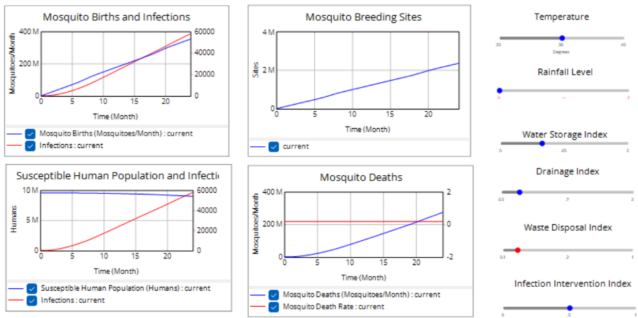 Mosquito Births and Infections
Mosquitoes/Month
400 M
200 M
0
60000
40000
20000
0
0 5 10 15 20
Time (Month)
Mosquito Births (Mosquitoes/Month) : current
Infections : current
Mosquito Breeding Sites
Sites
4 M
2 M
0
0 5 10 15 20
Time (Month)
current
Susceptible Human Population and Infectic
Humans
10 M
5 M
0
60000
40000
20000
0
0 5 10 15 20
Time (Month)
Susceptible Human Population (Humans) : current
Infections : current
Mosquito Deaths
Mosquitoes/Month
400 M
200 M
0
2
0
-2
0 5 10 15 20
Time (Month)
Mosquito Deaths (Mosquitoes/Month) : current
Mosquito Death Rate : current
Temperature
Degrees
Rainfall Level
Water Storage Index
Drainage Index
Waste Disposal Index
Infection Intervention Index